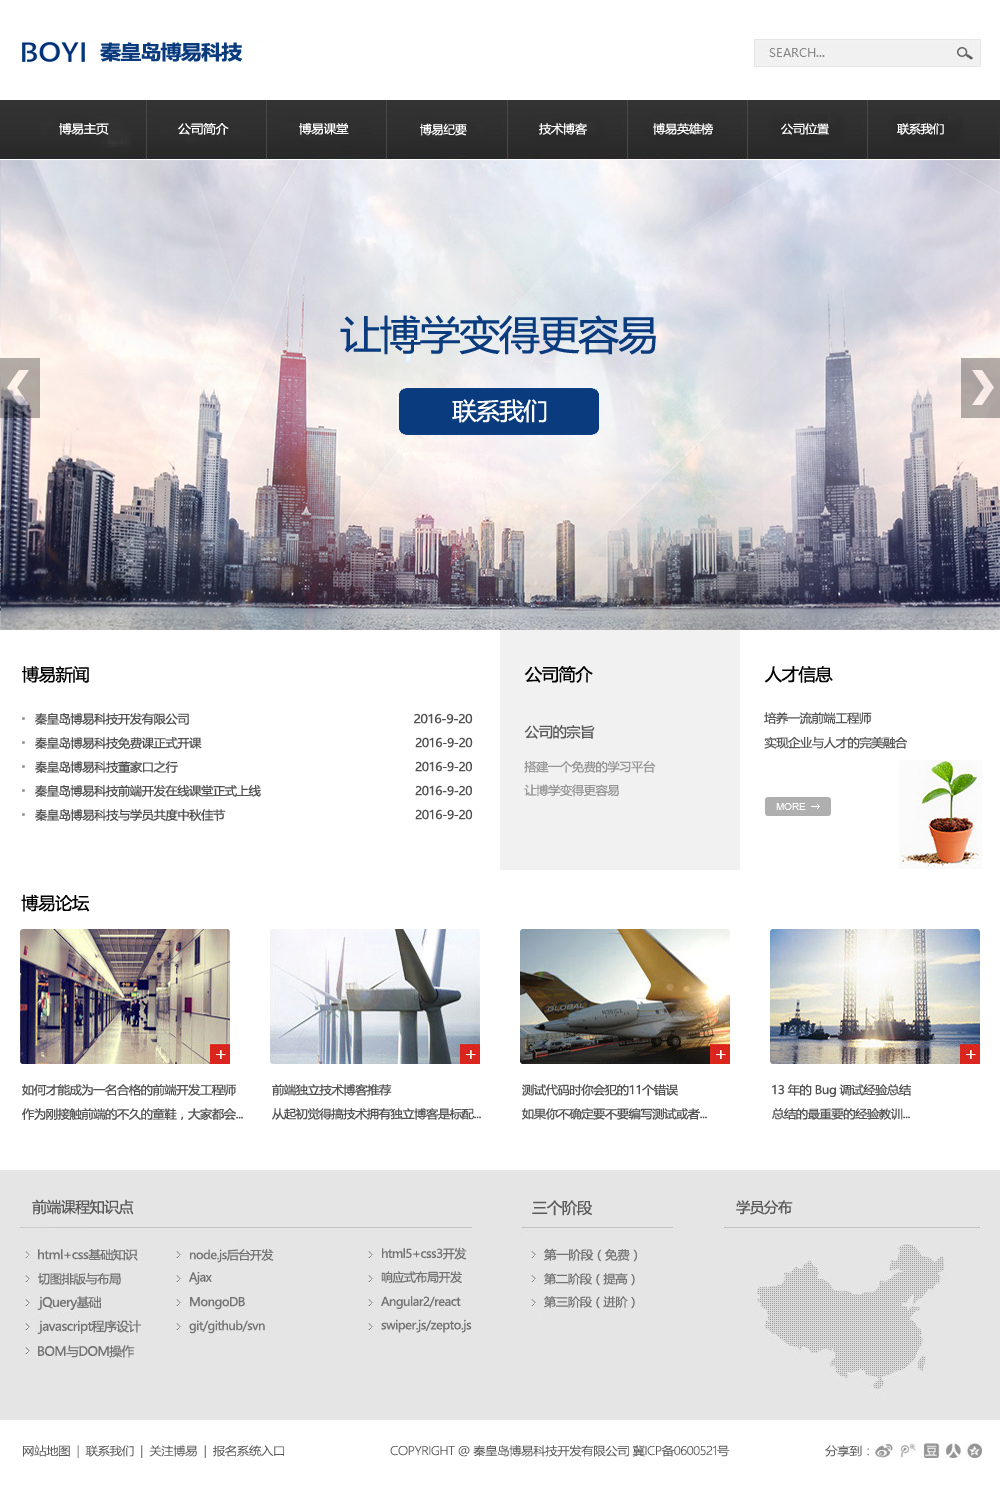 BOYI 秦皇岛博易科技
SEARCH...
博易主页 公司简介 博易课堂 博易纪要 技术博客 博易英雄榜 公司位置 联系我们
让博学变得更容易
联系我们
博易新闻
秦皇岛博易科技开发有限公司 2016-9-20
秦皇岛博易科技免费课正式开课 2016-9-20
秦皇岛博易科技董家口之行 2016-9-20
秦皇岛博易科技前端开发在线课堂正式上线 2016-9-20
秦皇岛博易科技与学员共度中秋佳节 2016-9-20
公司简介
公司的宗旨
搭建一个免费的学习平台
让博学变得更容易
人才信息
培养一流前端工程师
实现企业与人才的完美融合
MORE →
博易论坛
如何才能成为一名合格的前端开发工程师
作为刚接触前端的不久的童鞋，大家都会...
前端独立技术博客推荐
从起初觉得搞技术拥有独立博客是标配...
GLOBAL
测试代码时你会犯的11个错误
如果你不确定要不要编写测试或者...
13 年的 Bug 调试经验总结
总结的最重要的经验教训...
前端课程知识点
html+css基础知识
切图排版与布局
jQuery基础
javascript程序设计
BOM与DOM操作
node.js后台开发
Ajax
MongoDB
git/github/svn
html5+css3开发
响应式布局开发
Angular2/react
swiper.js/zepto.js
三个阶段
第一阶段（免费）
第二阶段（提高）
第三阶段（进阶）
学员分布
网站地图 | 联系我们 | 关注博易 | 报名系统入口
COPYRIGHT @ 秦皇岛博易科技开发有限公司 冀ICP备0600521号
分享到：
豆